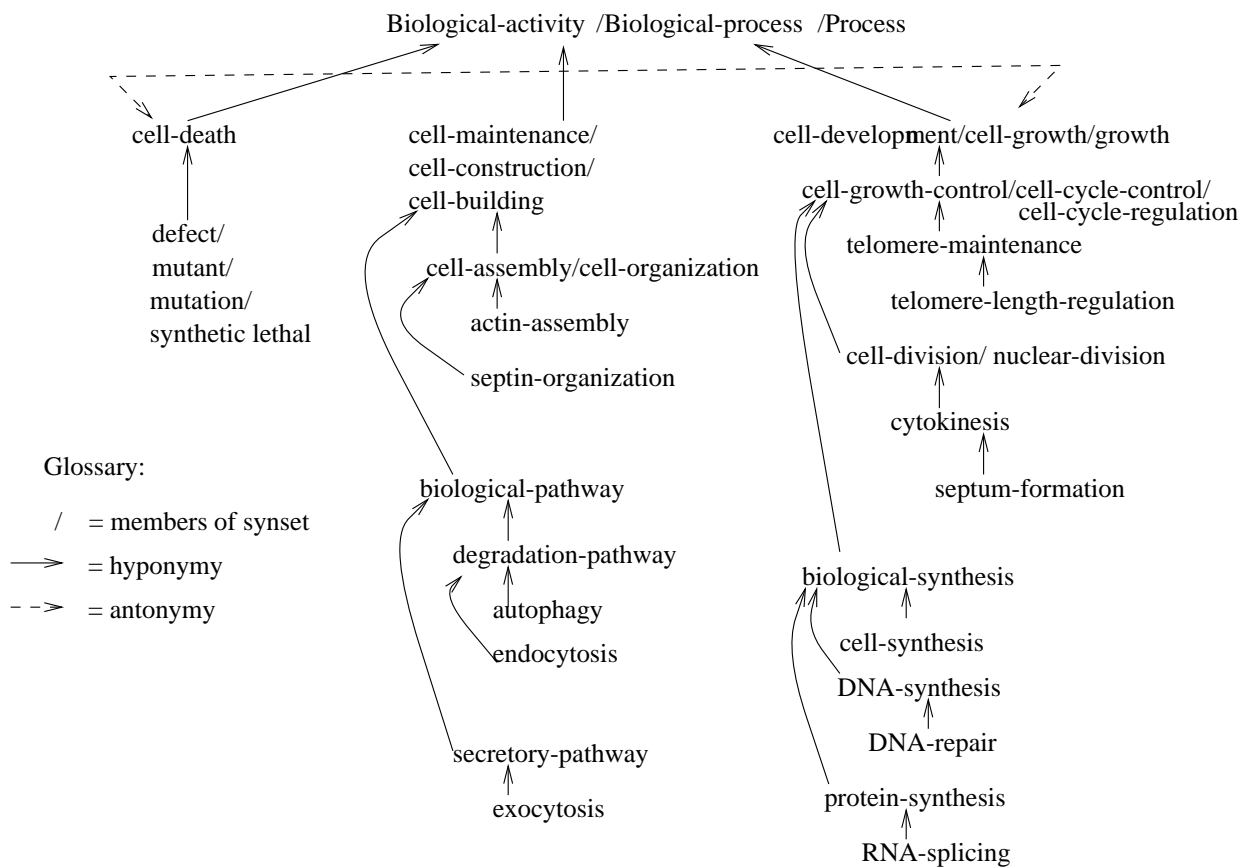 Biological-activity /Biological-process /Process
cell-death
defect/
mutant/
mutation/
synthetic lethal
cell-maintenance/
cell-construction/
cell-building
cell-assembly/cell-organization
actin-assembly
septin-organization
biological-pathway
degradation-pathway
autophagy
endocytosis
secretory-pathway
exocytosis
cell-development/cell-growth/growth
cell-growth-control/cell-cycle-control/
cell-cycle-regulation
telomere-maintenance
telomere-length-regulation
cell-division/ nuclear-division
cytokinesis
septum-formation
biological-synthesis
cell-synthesis
DNA-synthesis
DNA-repair
protein-synthesis
RNA-splicing
Glossary:
/ = members of synset
= hyponymy
= antonymy